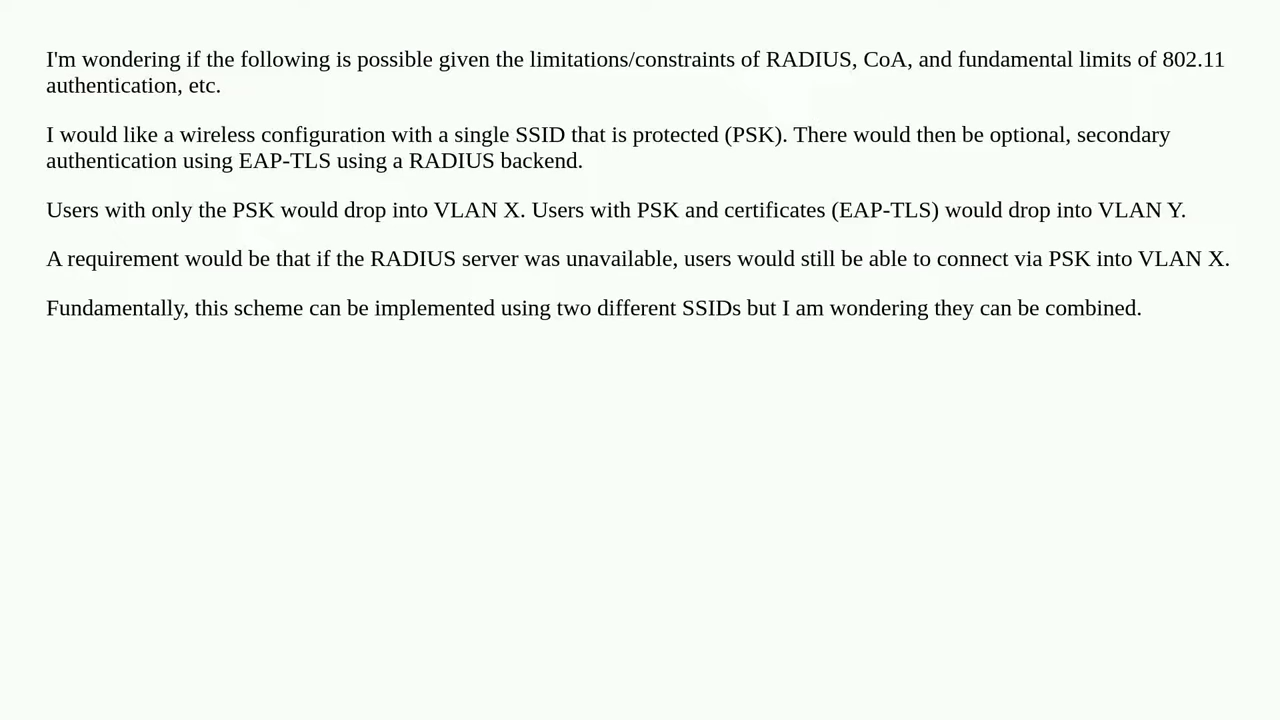 I'm wondering if the following is possible given the limitations/constraints of RADIUS, CoA, and fundamental limits of 802.11
authentication, etc.
I would like a wireless configuration with a single SSID that is protected (PSK). There would then be optional, secondary
authentication using EAP-TLS using a RADIUS backend.
Users with only the PSK would drop into VLAN X. Users with PSK and certificates (EAP-TLS) would drop into VLAN Y.
A requirement would be that if the RADIUS server was unavailable, users would still be able to connect via PSK into VLAN X.
Fundamentally, this scheme can be implemented using two different SSIDs but I am wondering they can be combined.